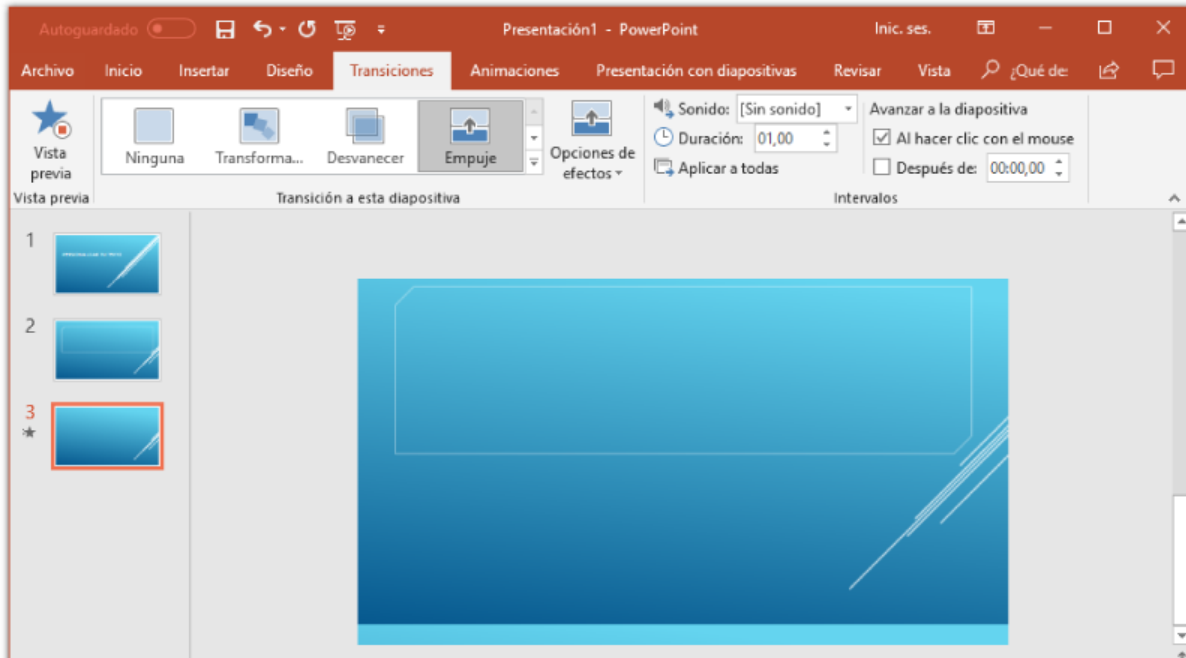 Autoguardado
Presentación1 - PowerPoint
Inic. ses.
Archivo Inicio Insertar Diseño Transiciones Animaciones Presentación con diapositivas Revisar Vista ¿Qué de:
Vista previa
Ninguna
Transforma...
Desvanecer
Empuje
Opciones de efectos
Sonido: [Sin sonido]
Duración: 01,00
Aplicar a todas
Avanzar a la diapositiva
Al hacer clic con el mouse
Después de: 00:00,00
Vista previa
Transición a esta diapositiva
Intervalos
1
2
3